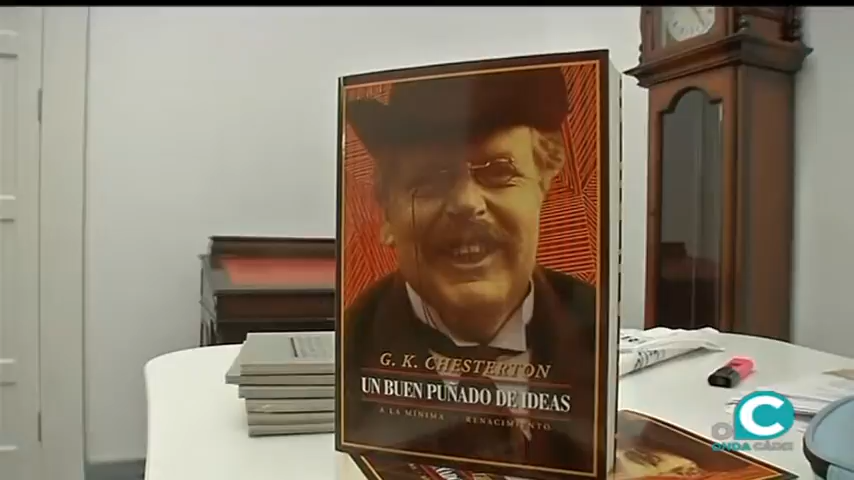 G. K. CHESTERTON
UN BUEN PUÑADO DE IDEAS
A LA MÍNIMA RENACIMIENTO
C
ONDA CÁDIZ